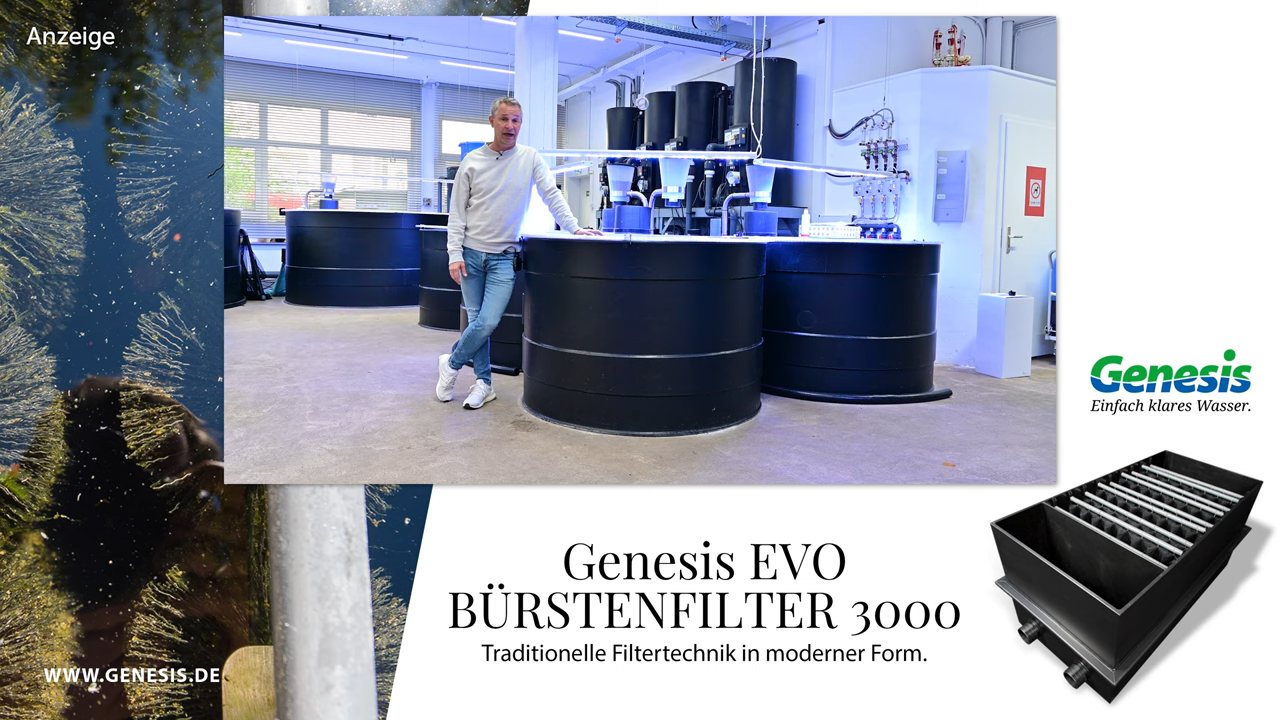 Anzeige
Genesis
Einfach klares Wasser.
Genesis EVO
BÜRSTENFILTER 3000
Traditionelle Filtertechnik in moderner Form.
WWW.GENESIS.DE